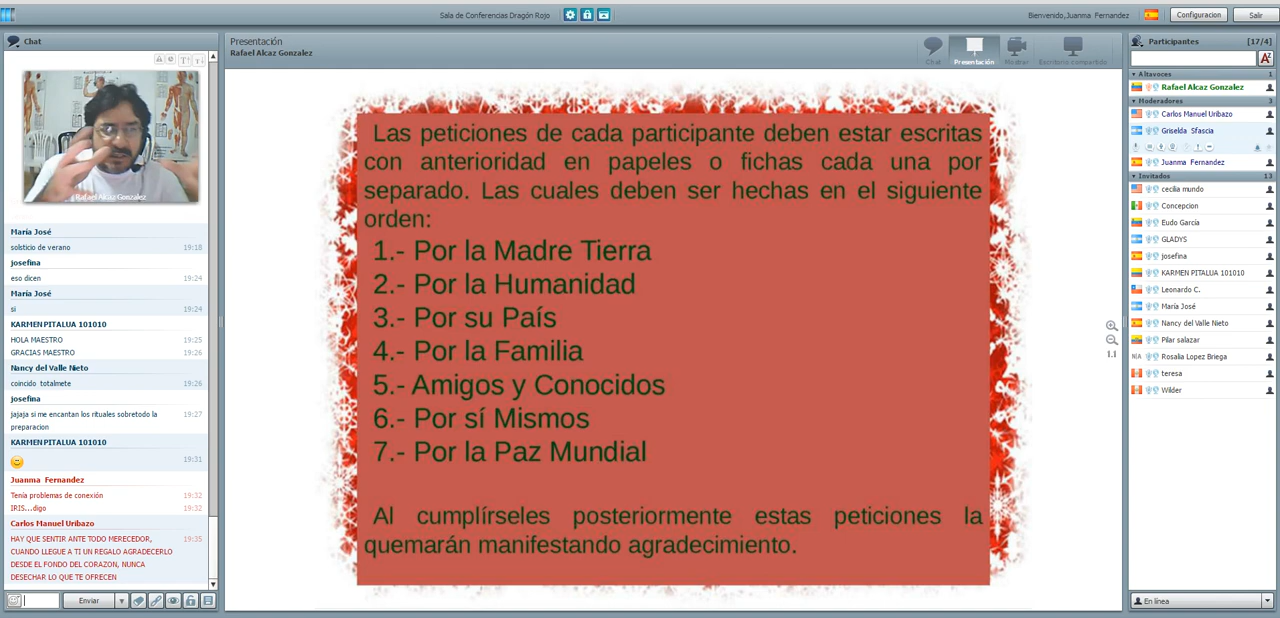 Sala de Conferencias Dragón Rojo
Bienvenido, Juanma Fernandez
Configuracion
Salir
Chat
Rafael Alcaz Gonzalez
María José
solsticio de verano 19:18
josefina
eso dicen 19:24
María José
si 19:24
KARMEN PITALUA 101010
HOLA MAESTRO 19:25
GRACIAS MAESTRO 19:26
Nancy del Valle Nieto
coincido totalmete 19:26
josefina
jajaja si me encantan los rituales sobretodo la 19:27
preparacion
KARMEN PITALUA 101010
19:31
Juanma Fernandez
Tenía problemas de conexión 19:32
IRIS...digo 19:32
Carlos Manuel Uribazo
HAY QUE SENTIR ANTE TODO MERECEDOR, 19:35
CUANDO LLEGUE A TI UN REGALO AGRADECERLO
DESDE EL FONDO DEL CORAZON, NUNCA
DESECHAR LO QUE TE OFRECEN
Enviar
Presentación
Rafael Alcaz Gonzalez
Chat
Presentación
Mostrar
Escritorio compartido
Las peticiones de cada participante deben estar escritas
con anterioridad en papeles o fichas cada una por
separado. Las cuales deben ser hechas en el siguiente
orden:
1.- Por la Madre Tierra
2.- Por la Humanidad
3.- Por su País
4.- Por la Familia
5.- Amigos y Conocidos
6.- Por sí Mismos
7.- Por la Paz Mundial
Al cumplírseles posteriormente estas peticiones la
quemarán manifestando agradecimiento.
1.1
Participantes [17/4]
Altavoces 1
Rafael Alcaz Gonzalez
Moderadores 3
Carlos Manuel Uribazo
Griselda Sfascia
Juanma Fernandez
Invitados 13
cecilia mundo
Concepcion
Eudo García
GLADYS
josefina
KARMEN PITALUA 101010
Leonardo C.
María José
Nancy del Valle Nieto
Pilar salazar
N/A Rosalia Lopez Briega
teresa
Wilder
En línea